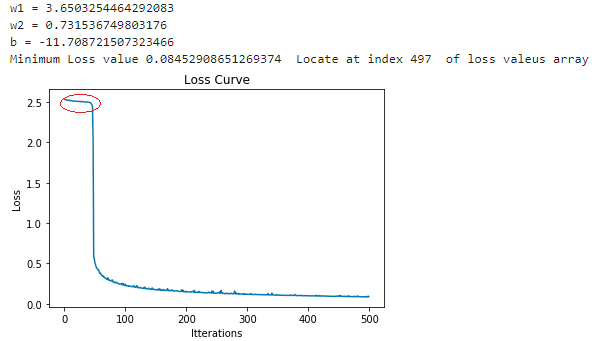 w1 = 3.6503254464292083
w2 = 0.731536749803176
b = -11.708721507323466
Minimum Loss value 0.08452908651269374  Locate at index 497  of loss valeus array
Loss Curve
2.5
2.0
1.5
1.0
0.5
0.0
Loss
0 100 200 300 400 500
Itterations